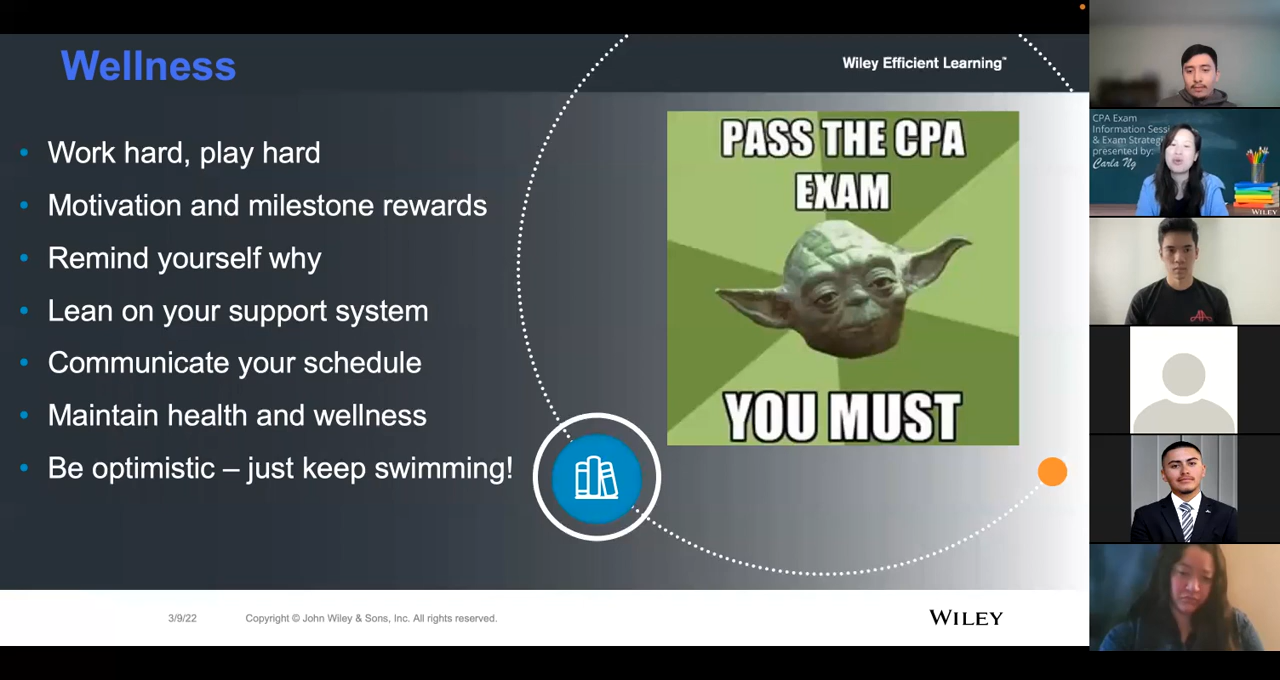 Wellness
Wiley Efficient Learning™
• Work hard, play hard
• Motivation and milestone rewards
• Remind yourself why
• Lean on your support system
• Communicate your schedule
• Maintain health and wellness
• Be optimistic – just keep swimming!
PASS THE CPA
EXAM
YOU MUST
3/9/22
Copyright © John Wiley & Sons, Inc. All rights reserved.
WILEY
CPA Exam
Information Sessi
& Exam Strategi
presented by:
Carla Ng
WILEY